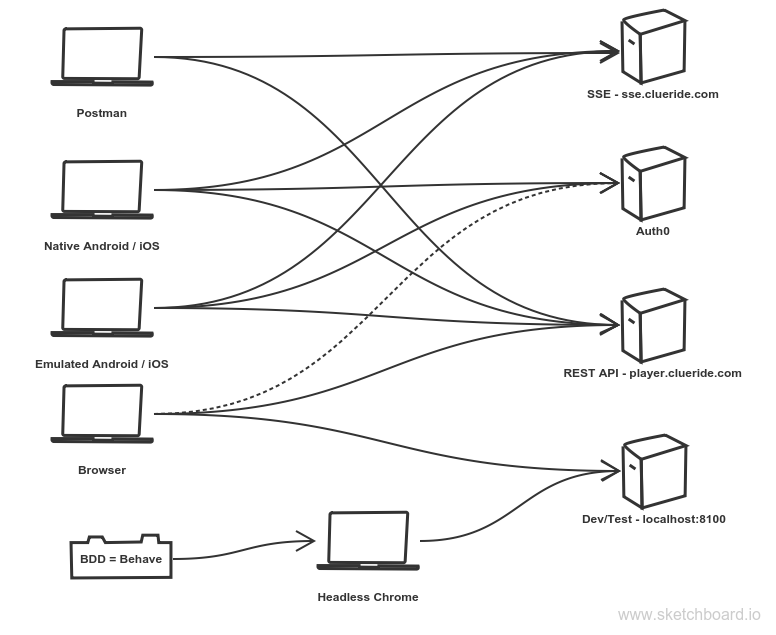 Postman
SSE - sse.clueride.com
Native Android / iOS
Auth0
Emulated Android / iOS
REST API - player.clueride.com
Browser
Dev/Test - localhost:8100
BDD = Behave
Headless Chrome
www.sketchboard.io